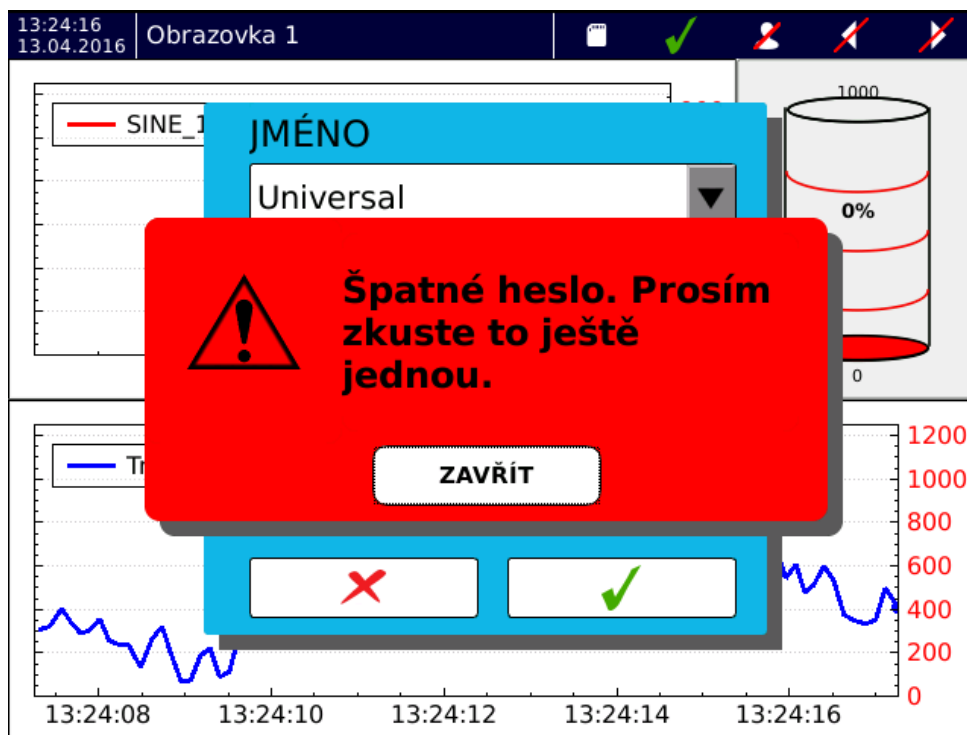 13:24:16
13.04.2016
Obrazovka 1
SINE_1
1000
JMÉNO
Universal
0%
Špatné heslo. Prosím
zkuste to ještě
jednou.
0
ZAVŘÍT
1200
1000
800
600
400
200
0
13:24:08 13:24:10 13:24:12 13:24:14 13:24:16